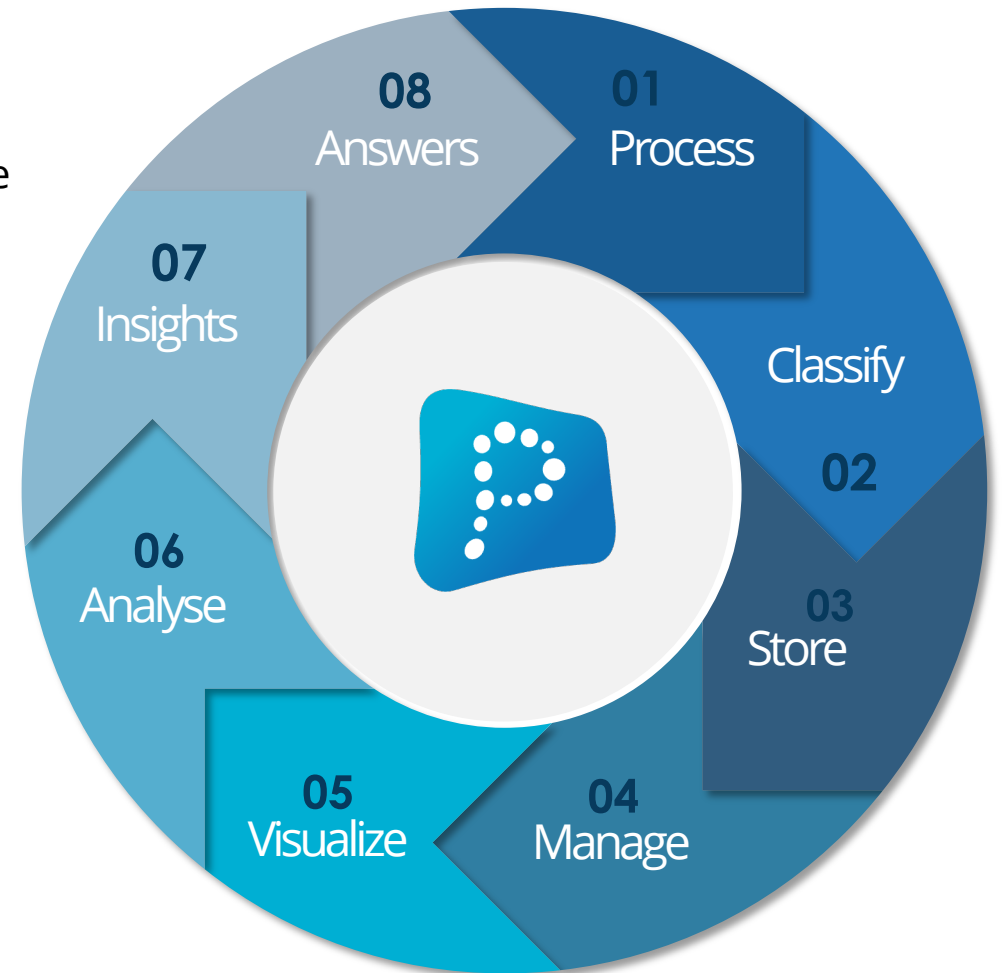 e
01
Process
Classify
02
03
Store
04
Manage
05
Visualize
06
Analyse
07
Insights
08
Answers
P